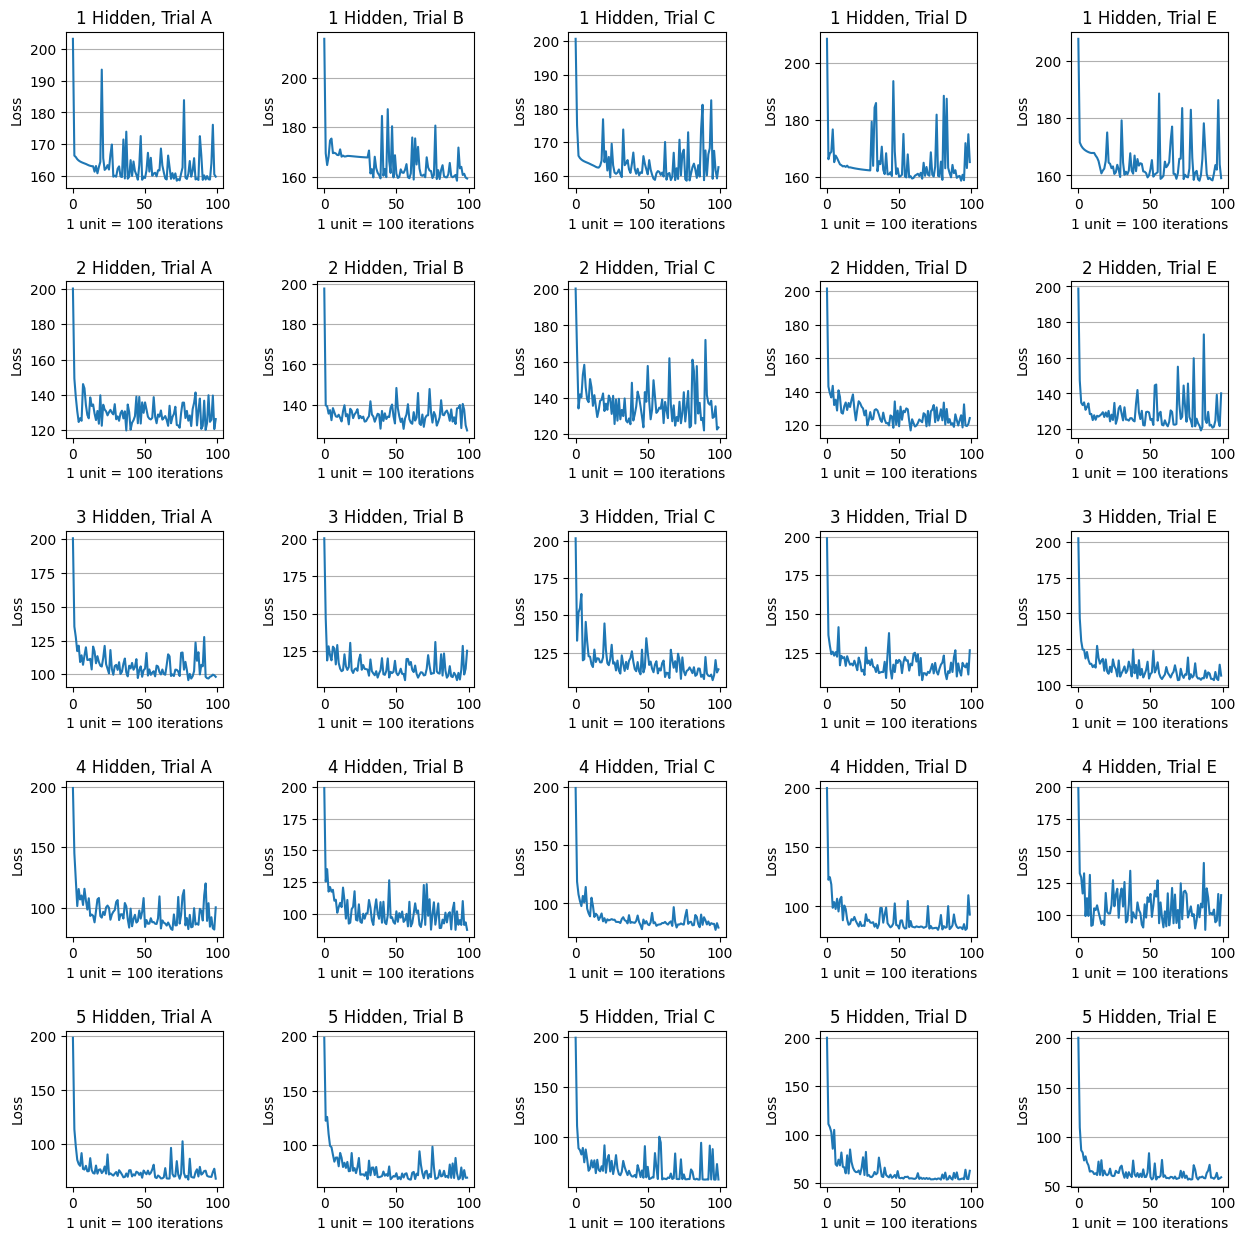 1 Hidden, Trial A
1 Hidden, Trial B
1 Hidden, Trial C
1 Hidden, Trial D
1 Hidden, Trial E
200
190
180
170
160
Loss
0 50 100
1 unit = 100 iterations
200
180
160
Loss
0 50 100
1 unit = 100 iterations
200
190
180
170
160
Loss
0 50 100
1 unit = 100 iterations
200
180
160
Loss
0 50 100
1 unit = 100 iterations
200
180
160
Loss
0 50 100
1 unit = 100 iterations
2 Hidden, Trial A
2 Hidden, Trial B
2 Hidden, Trial C
2 Hidden, Trial D
2 Hidden, Trial E
200
180
160
140
120
Loss
0 50 100
1 unit = 100 iterations
200
180
160
140
Loss
0 50 100
1 unit = 100 iterations
200
180
160
140
120
Loss
0 50 100
1 unit = 100 iterations
200
180
160
140
120
Loss
0 50 100
1 unit = 100 iterations
200
180
160
140
120
Loss
0 50 100
1 unit = 100 iterations
3 Hidden, Trial A
3 Hidden, Trial B
3 Hidden, Trial C
3 Hidden, Trial D
3 Hidden, Trial E
200
175
150
125
100
Loss
0 50 100
1 unit = 100 iterations
200
175
150
125
Loss
0 50 100
1 unit = 100 iterations
200
175
150
125
Loss
0 50 100
1 unit = 100 iterations
200
175
150
125
Loss
0 50 100
1 unit = 100 iterations
200
175
150
125
100
Loss
0 50 100
1 unit = 100 iterations
4 Hidden, Trial A
4 Hidden, Trial B
4 Hidden, Trial C
4 Hidden, Trial D
4 Hidden, Trial E
200
150
100
Loss
0 50 100
1 unit = 100 iterations
200
175
150
125
100
Loss
0 50 100
1 unit = 100 iterations
200
150
100
Loss
0 50 100
1 unit = 100 iterations
200
150
100
Loss
0 50 100
1 unit = 100 iterations
200
175
150
125
100
Loss
0 50 100
1 unit = 100 iterations
5 Hidden, Trial A
5 Hidden, Trial B
5 Hidden, Trial C
5 Hidden, Trial D
5 Hidden, Trial E
200
150
100
Loss
0 50 100
1 unit = 100 iterations
200
150
100
Loss
0 50 100
1 unit = 100 iterations
200
150
100
Loss
0 50 100
1 unit = 100 iterations
200
150
100
50
Loss
0 50 100
1 unit = 100 iterations
200
150
100
50
Loss
0 50 100
1 unit = 100 iterations